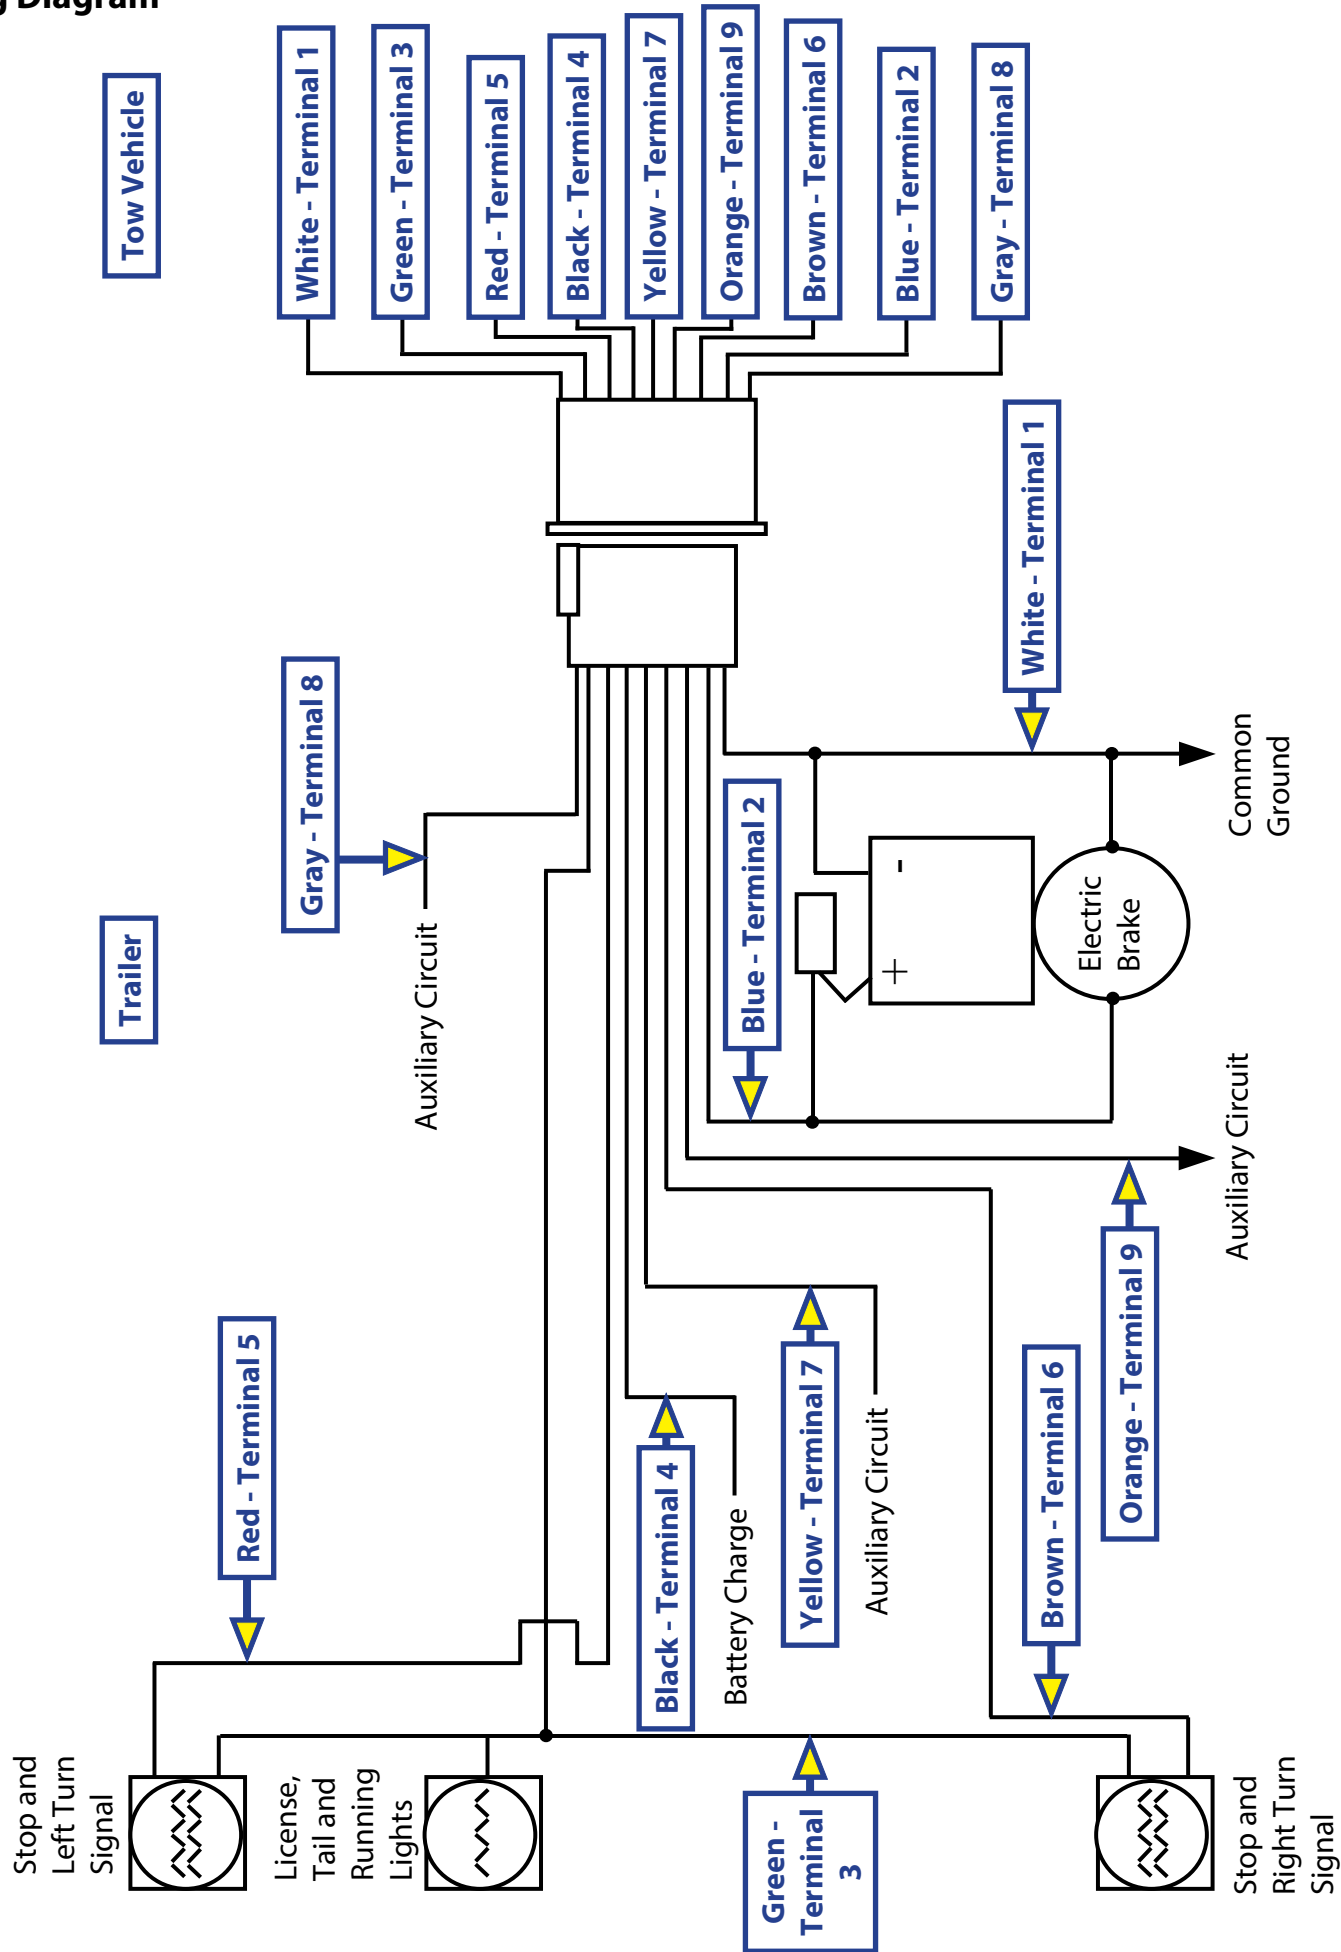 g Diagram
Tow Vehicle
White - Terminal 1
Green - Terminal 3
Red - Terminal 5
Black - Terminal 4
Yellow - Terminal 7
Orange - Terminal 9
Brown - Terminal 6
Blue - Terminal 2
Gray - Terminal 8
Trailer
Gray - Terminal 8
Auxiliary Circuit
White - Terminal 1
Common
Ground
Blue - Terminal 2
+
-
Electric
Brake
Auxiliary Circuit
Orange - Terminal 9
Red - Terminal 5
Black - Terminal 4
Battery Charge
Yellow - Terminal 7
Auxiliary Circuit
Brown - Terminal 6
Stop and
Left Turn
Signal
License,
Tail and
Running
Lights
Green -
Terminal
3
Stop and
Right Turn
Signal